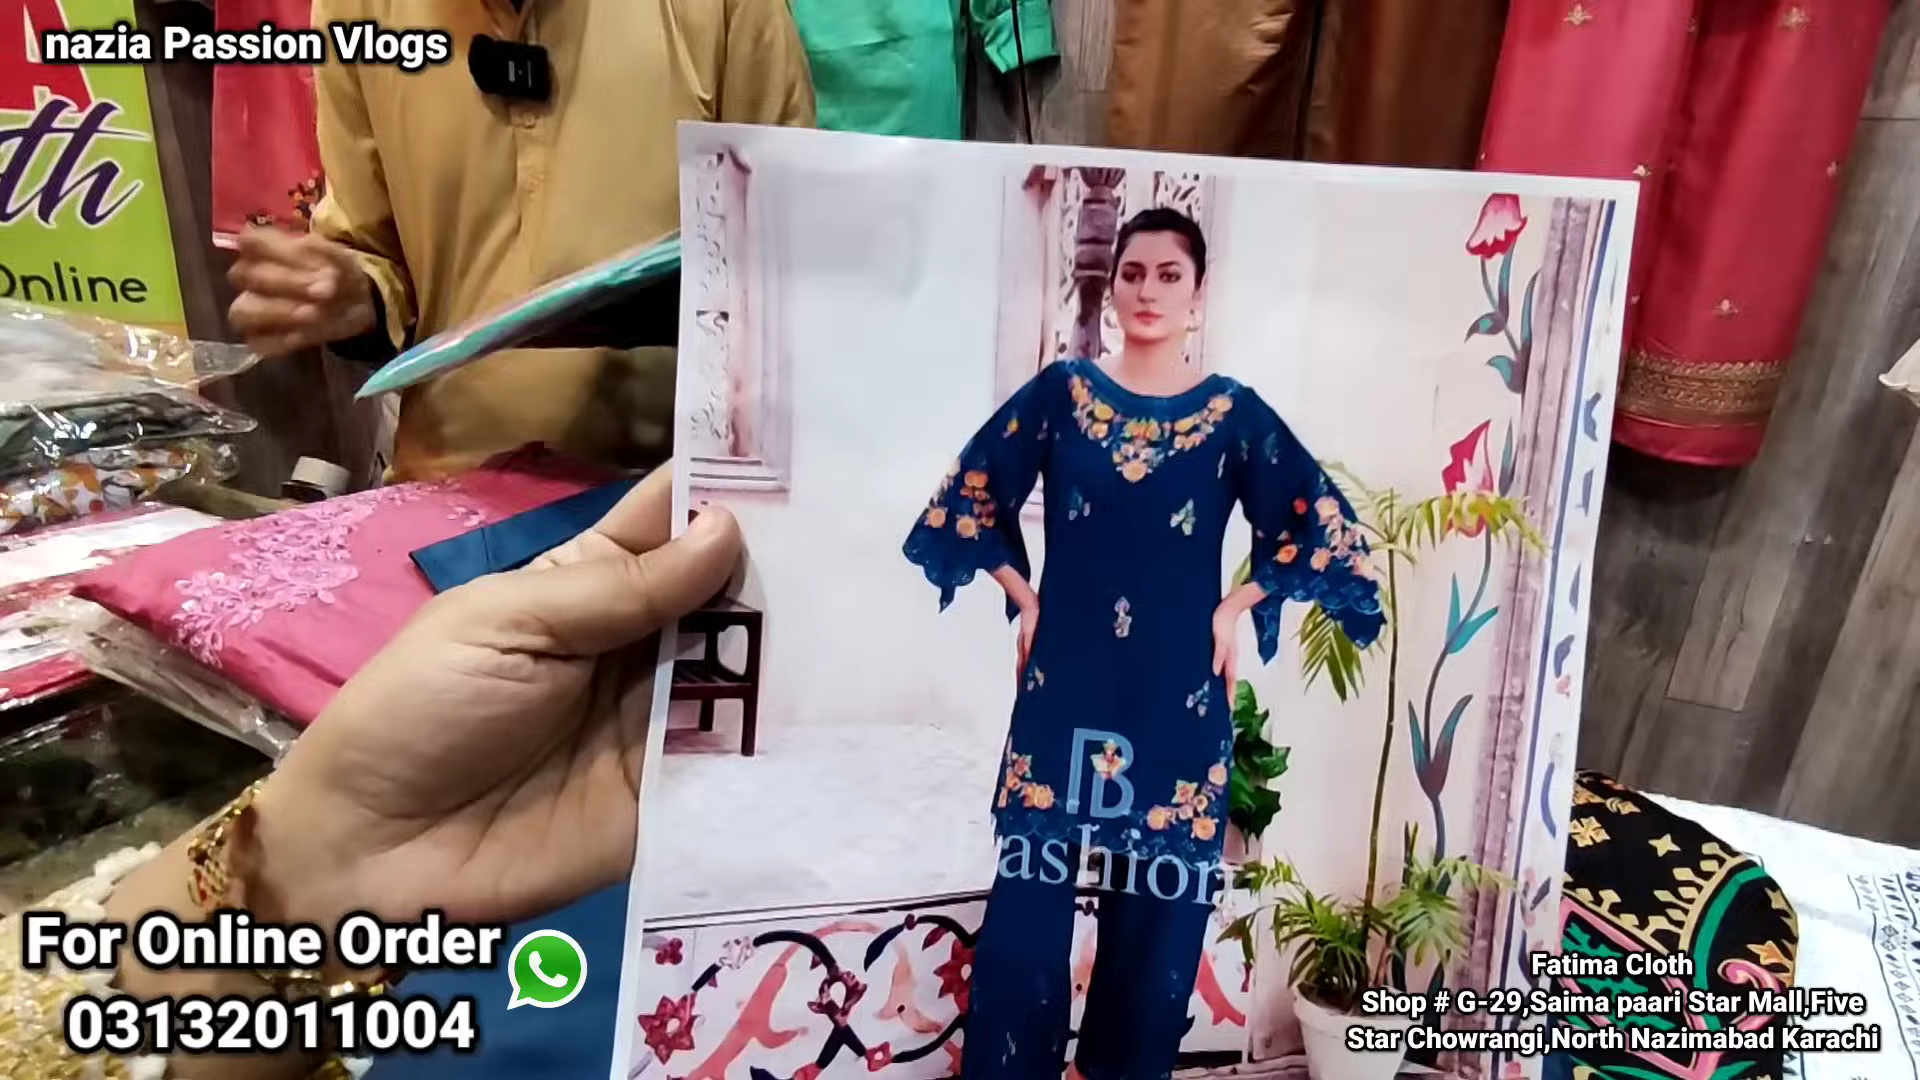 nazia Passion Vlogs
th
Online
B
Fashion
For Online Order
03132011004
Fatima Cloth
Shop # G-29,Saima paari Star Mall,Five
Star Chowrangi,North Nazimabad Karachi